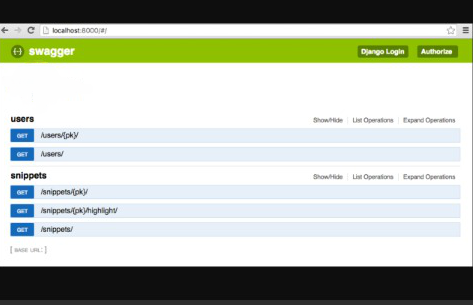 localhost:8000/#/
{··} swagger
Django Login
Authorize
users
Show/Hide | List Operations | Expand Operations
GET /users/{pk}/
GET /users/
snippets
Show/Hide | List Operations | Expand Operations
GET /snippets/{pk}/
GET /snippets/{pk}/highlight/
GET /snippets/
[ BASE URL: ]